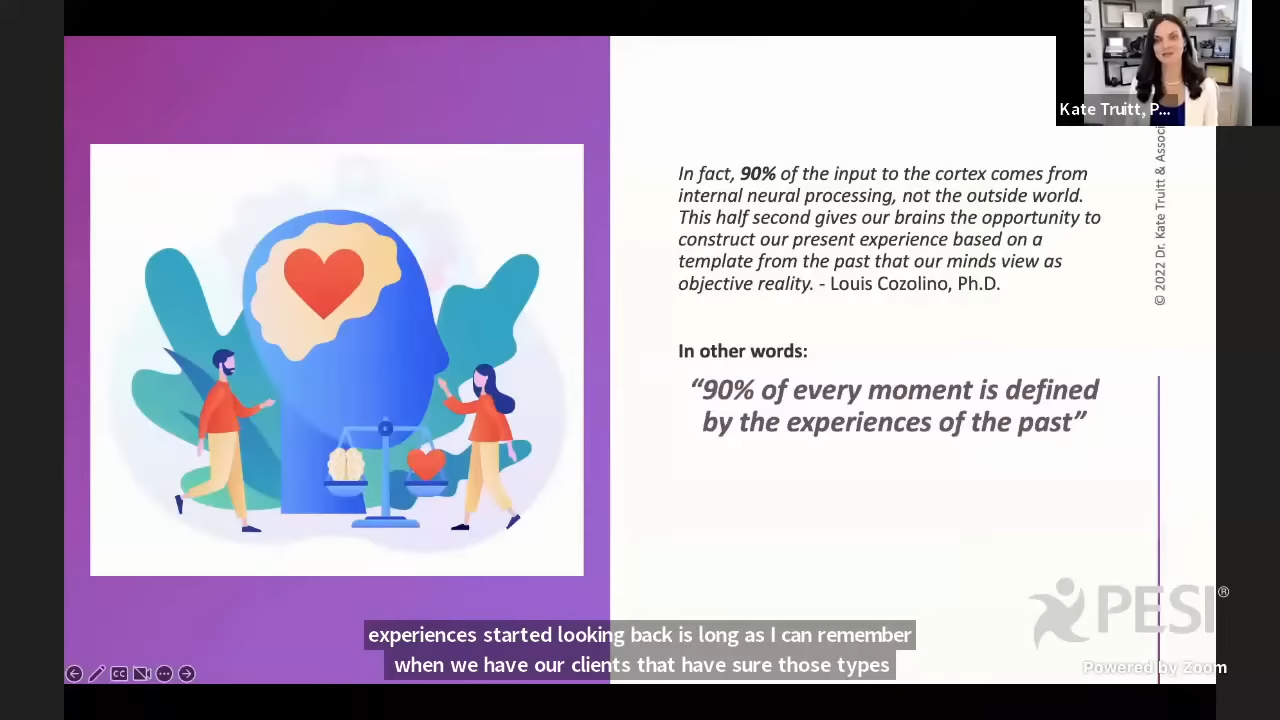 Kate Truitt, P...
© 2022 Dr. Kate Truitt & Associ
In fact, 90% of the input to the cortex comes from
internal neural processing, not the outside world.
This half second gives our brains the opportunity to
construct our present experience based on a
template from the past that our minds view as
objective reality. - Louis Cozolino, Ph.D.
In other words:
“90% of every moment is defined
by the experiences of the past”
PESI®
Powered by Zoom
experiences started looking back is long as I can remember
when we have our clients that have sure those types
CC